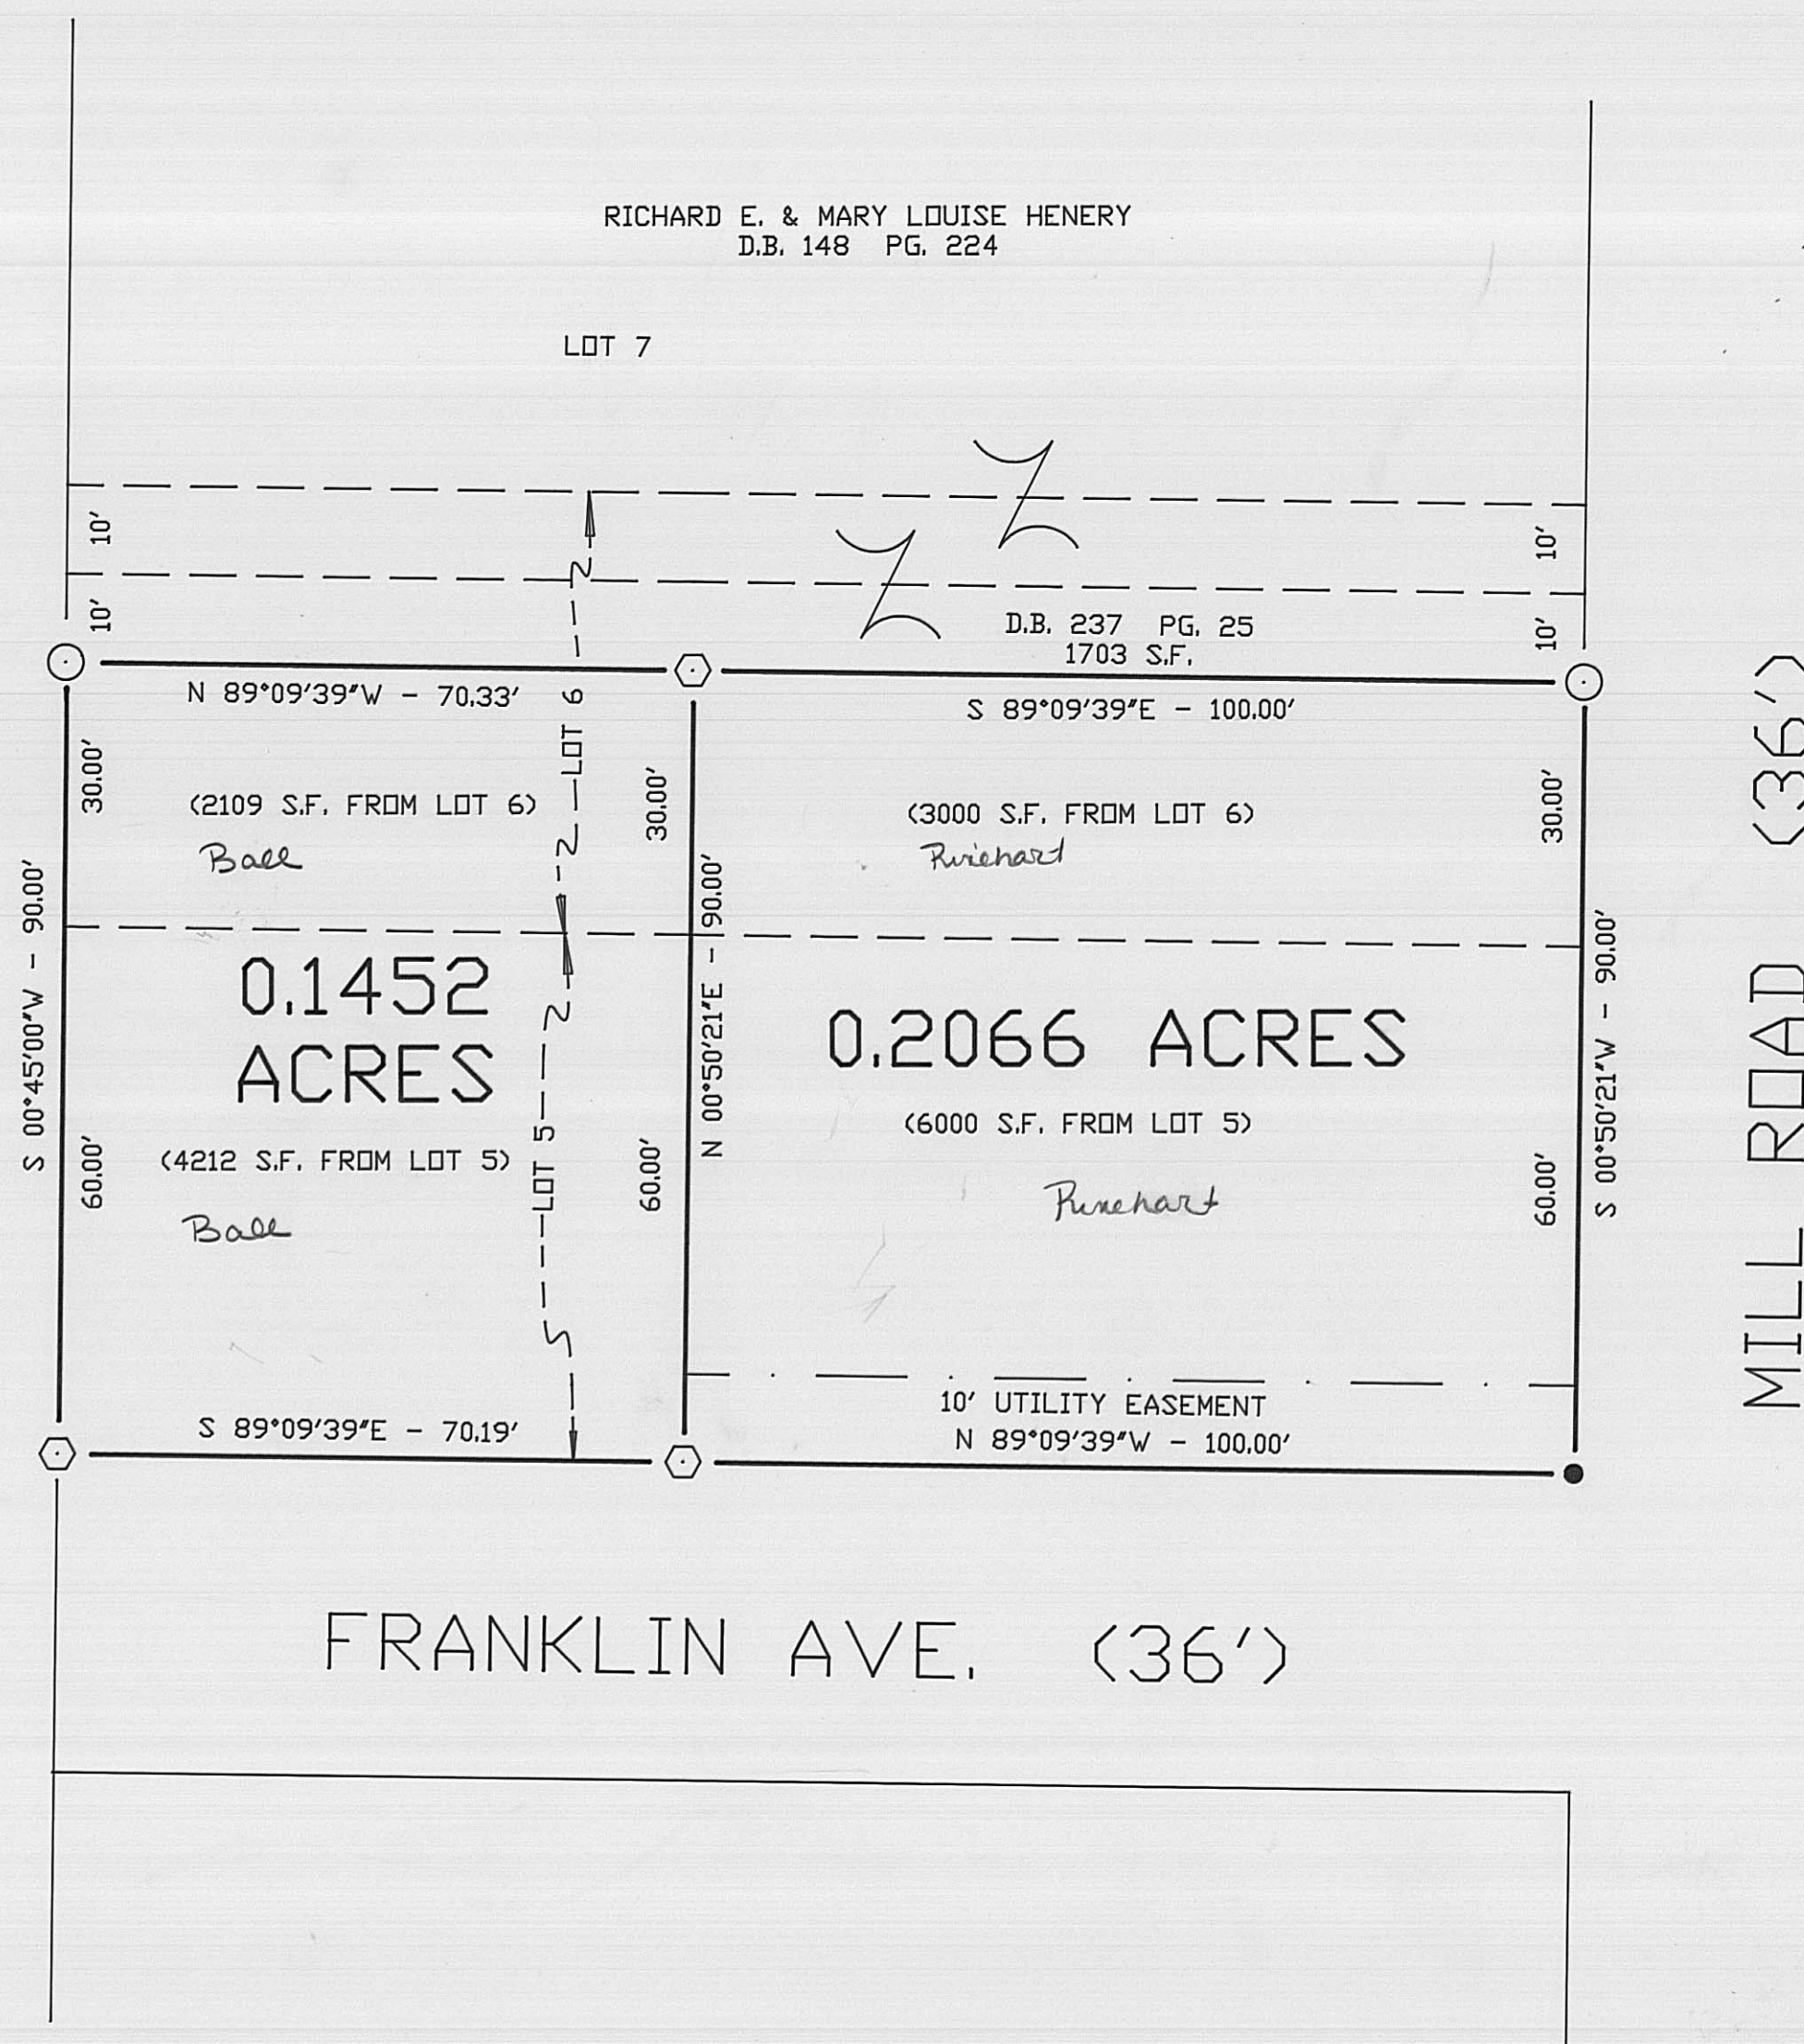 RICHARD E. & MARY LOUISE HENERY
D.B. 148 PG. 224
LOT 7
10'
10'
10'
10'
D.B. 237 PG. 25
1703 S.F.
N 89°09'39"W - 70.33'
LOT 6
S 89°09'39"E - 100.00'
30.00'
30.00'
30.00'
(2109 S.F. FROM LOT 6)
Ball
(3000 S.F. FROM LOT 6)
Rinehart
S 00°45'00"W - 90.00'
N 00°50'21"E - 90.00'
S 00°50'21"W - 90.00'
0.1452
ACRES
0.2066 ACRES
(4212 S.F. FROM LOT 5)
Ball
LOT 5
(6000 S.F. FROM LOT 5)
Rinehart
60.00'
60.00'
60.00'
10' UTILITY EASEMENT
S 89°09'39"E - 70.19'
N 89°09'39"W - 100.00'
MILL ROAD (36')
FRANKLIN AVE. (36')